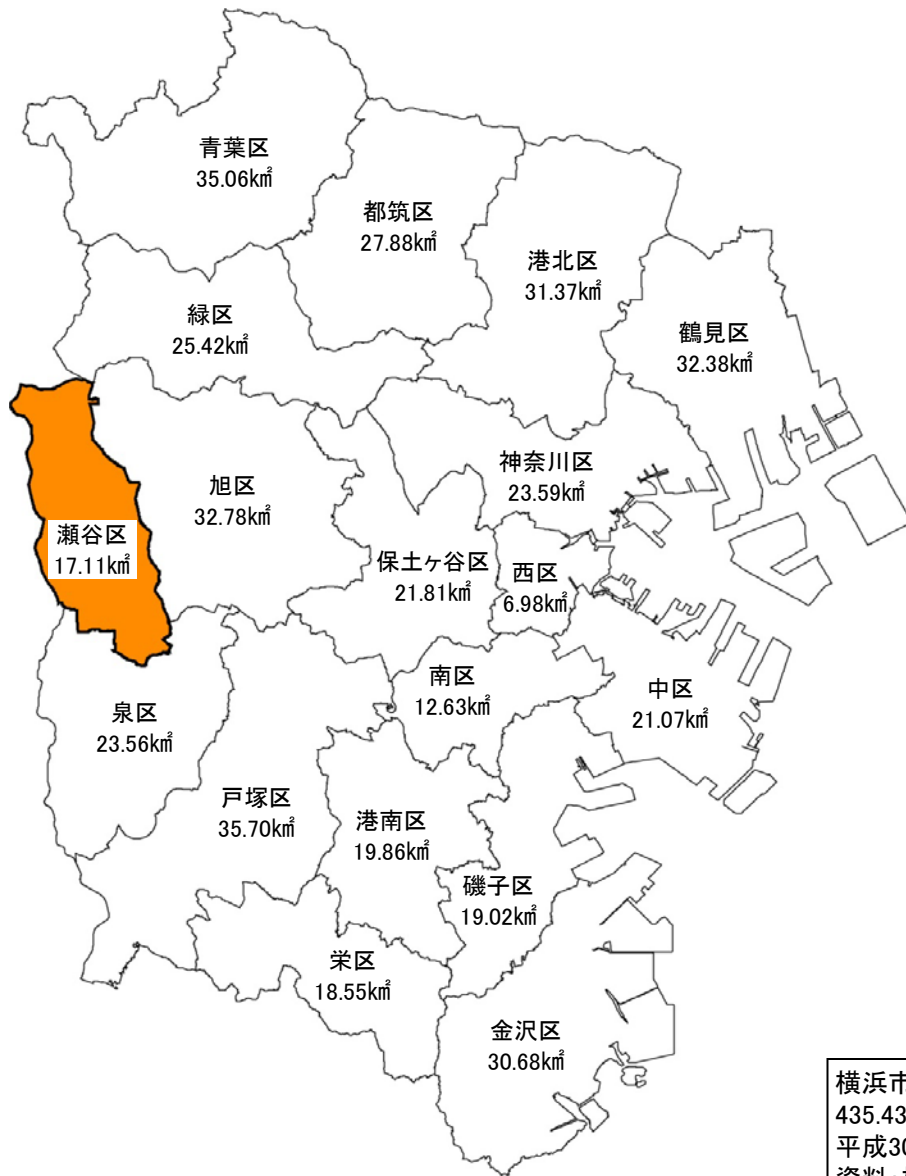 青葉区
35.06k㎡
都筑区
27.88k㎡
港北区
31.37k㎡
緑区
25.42k㎡
鶴見区
32.38k㎡
神奈川区
23.59k㎡
旭区
32.78k㎡
瀬谷区
17.11k㎡
保土ヶ谷区
21.81k㎡
西区
6.98k㎡
南区
12.63k㎡
中区
21.07k㎡
泉区
23.56k㎡
戸塚区
35.70k㎡
港南区
19.86k㎡
磯子区
19.02k㎡
栄区
18.55k㎡
金沢区
30.68k㎡
横浜市
435.43
平成30